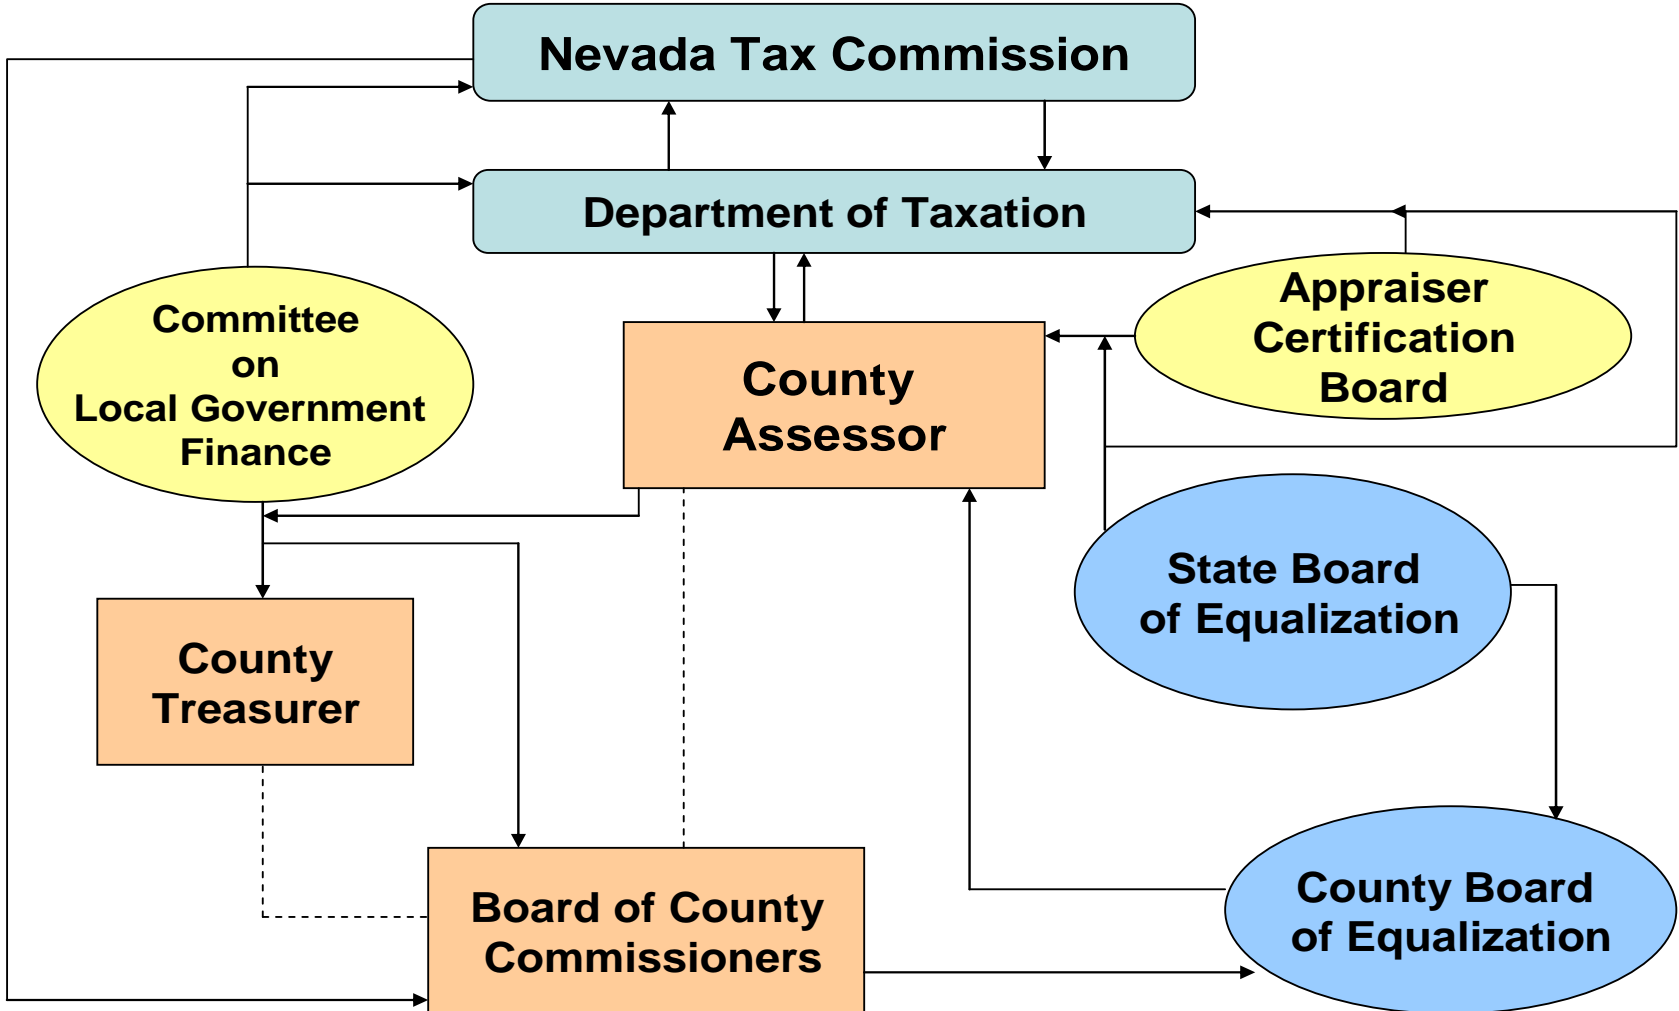 Nevada Tax Commission
Department of Taxation
Committee
on
Local Government
Finance
Appraiser
Certification
Board
County
Assessor
State Board
of Equalization
County
Treasurer
Board of County
Commissioners
County Board
of Equalization